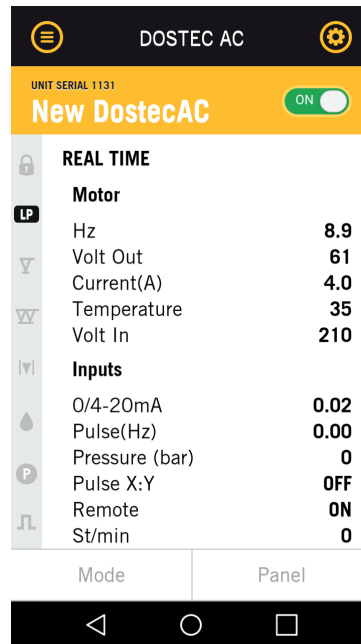 DOSTEC AC
UNIT SERIAL 1131
New DostecAC
ON
REAL TIME
Motor
LP
Hz 8.9
Volt Out 61
Current(A) 4.0
Temperature 35
Volt In 210
Inputs
0/4-20mA 0.02
Pulse(Hz) 0.00
Pressure (bar) 0
P
Pulse X:Y OFF
Remote ON
St/min 0
Mode Panel